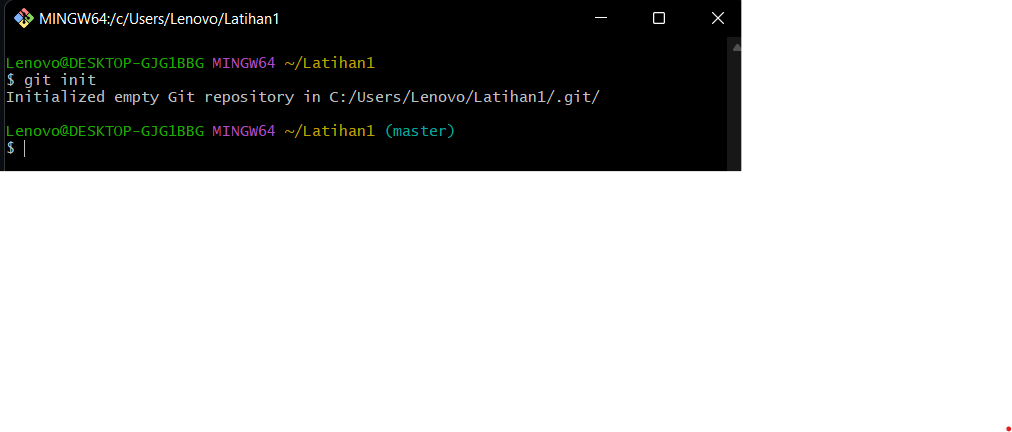 MINGW64:/c/Users/Lenovo/Latihan1
Lenovo@DESKTOP-GJG1BBG MINGW64 ~/Latihan1
$ git init
Initialized empty Git repository in C:/Users/Lenovo/Latihan1/.git/
Lenovo@DESKTOP-GJG1BBG MINGW64 ~/Latihan1 (master)
$